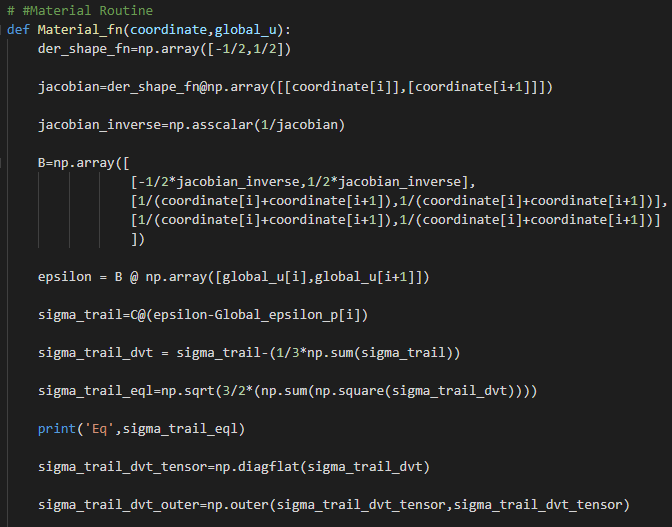 # #Material Routine
def Material_fn(coordinate,global_u):
    der_shape_fn=np.array([-1/2,1/2])
    jacobian=der_shape_fn@np.array([[coordinate[i]],[coordinate[i+1]]])
    jacobian_inverse=np.asscalar(1/jacobian)
    B=np.array([
                [-1/2*jacobian_inverse,1/2*jacobian_inverse],
                [1/(coordinate[i]+coordinate[i+1]),1/(coordinate[i]+coordinate[i+1])],
                [1/(coordinate[i]+coordinate[i+1]),1/(coordinate[i]+coordinate[i+1])]
                ])
    epsilon = B @ np.array([global_u[i],global_u[i+1]])
    sigma_trail=C@(epsilon-Global_epsilon_p[i])
    sigma_trail_dvt = sigma_trail-(1/3*np.sum(sigma_trail))
    sigma_trail_eql=np.sqrt(3/2*(np.sum(np.square(sigma_trail_dvt))))
    print('Eq',sigma_trail_eql)
    sigma_trail_dvt_tensor=np.diagflat(sigma_trail_dvt)
    sigma_trail_dvt_outer=np.outer(sigma_trail_dvt_tensor,sigma_trail_dvt_tensor)